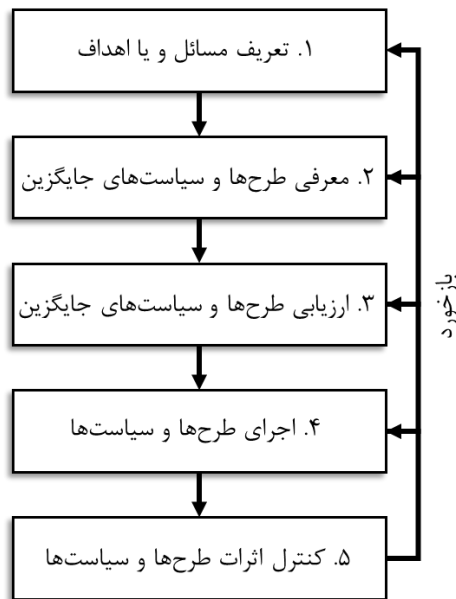 ۱. تعریف مسائل و یا اهداف
۲. معرفی طرح‌ها و سیاست‌های جایگزین
۳. ارزیابی طرح‌ها و سیاست‌های جایگزین
۴. اجرای طرح‌ها و سیاست‌ها
۵. کنترل اثرات طرح‌ها و سیاست‌ها
بازخورد